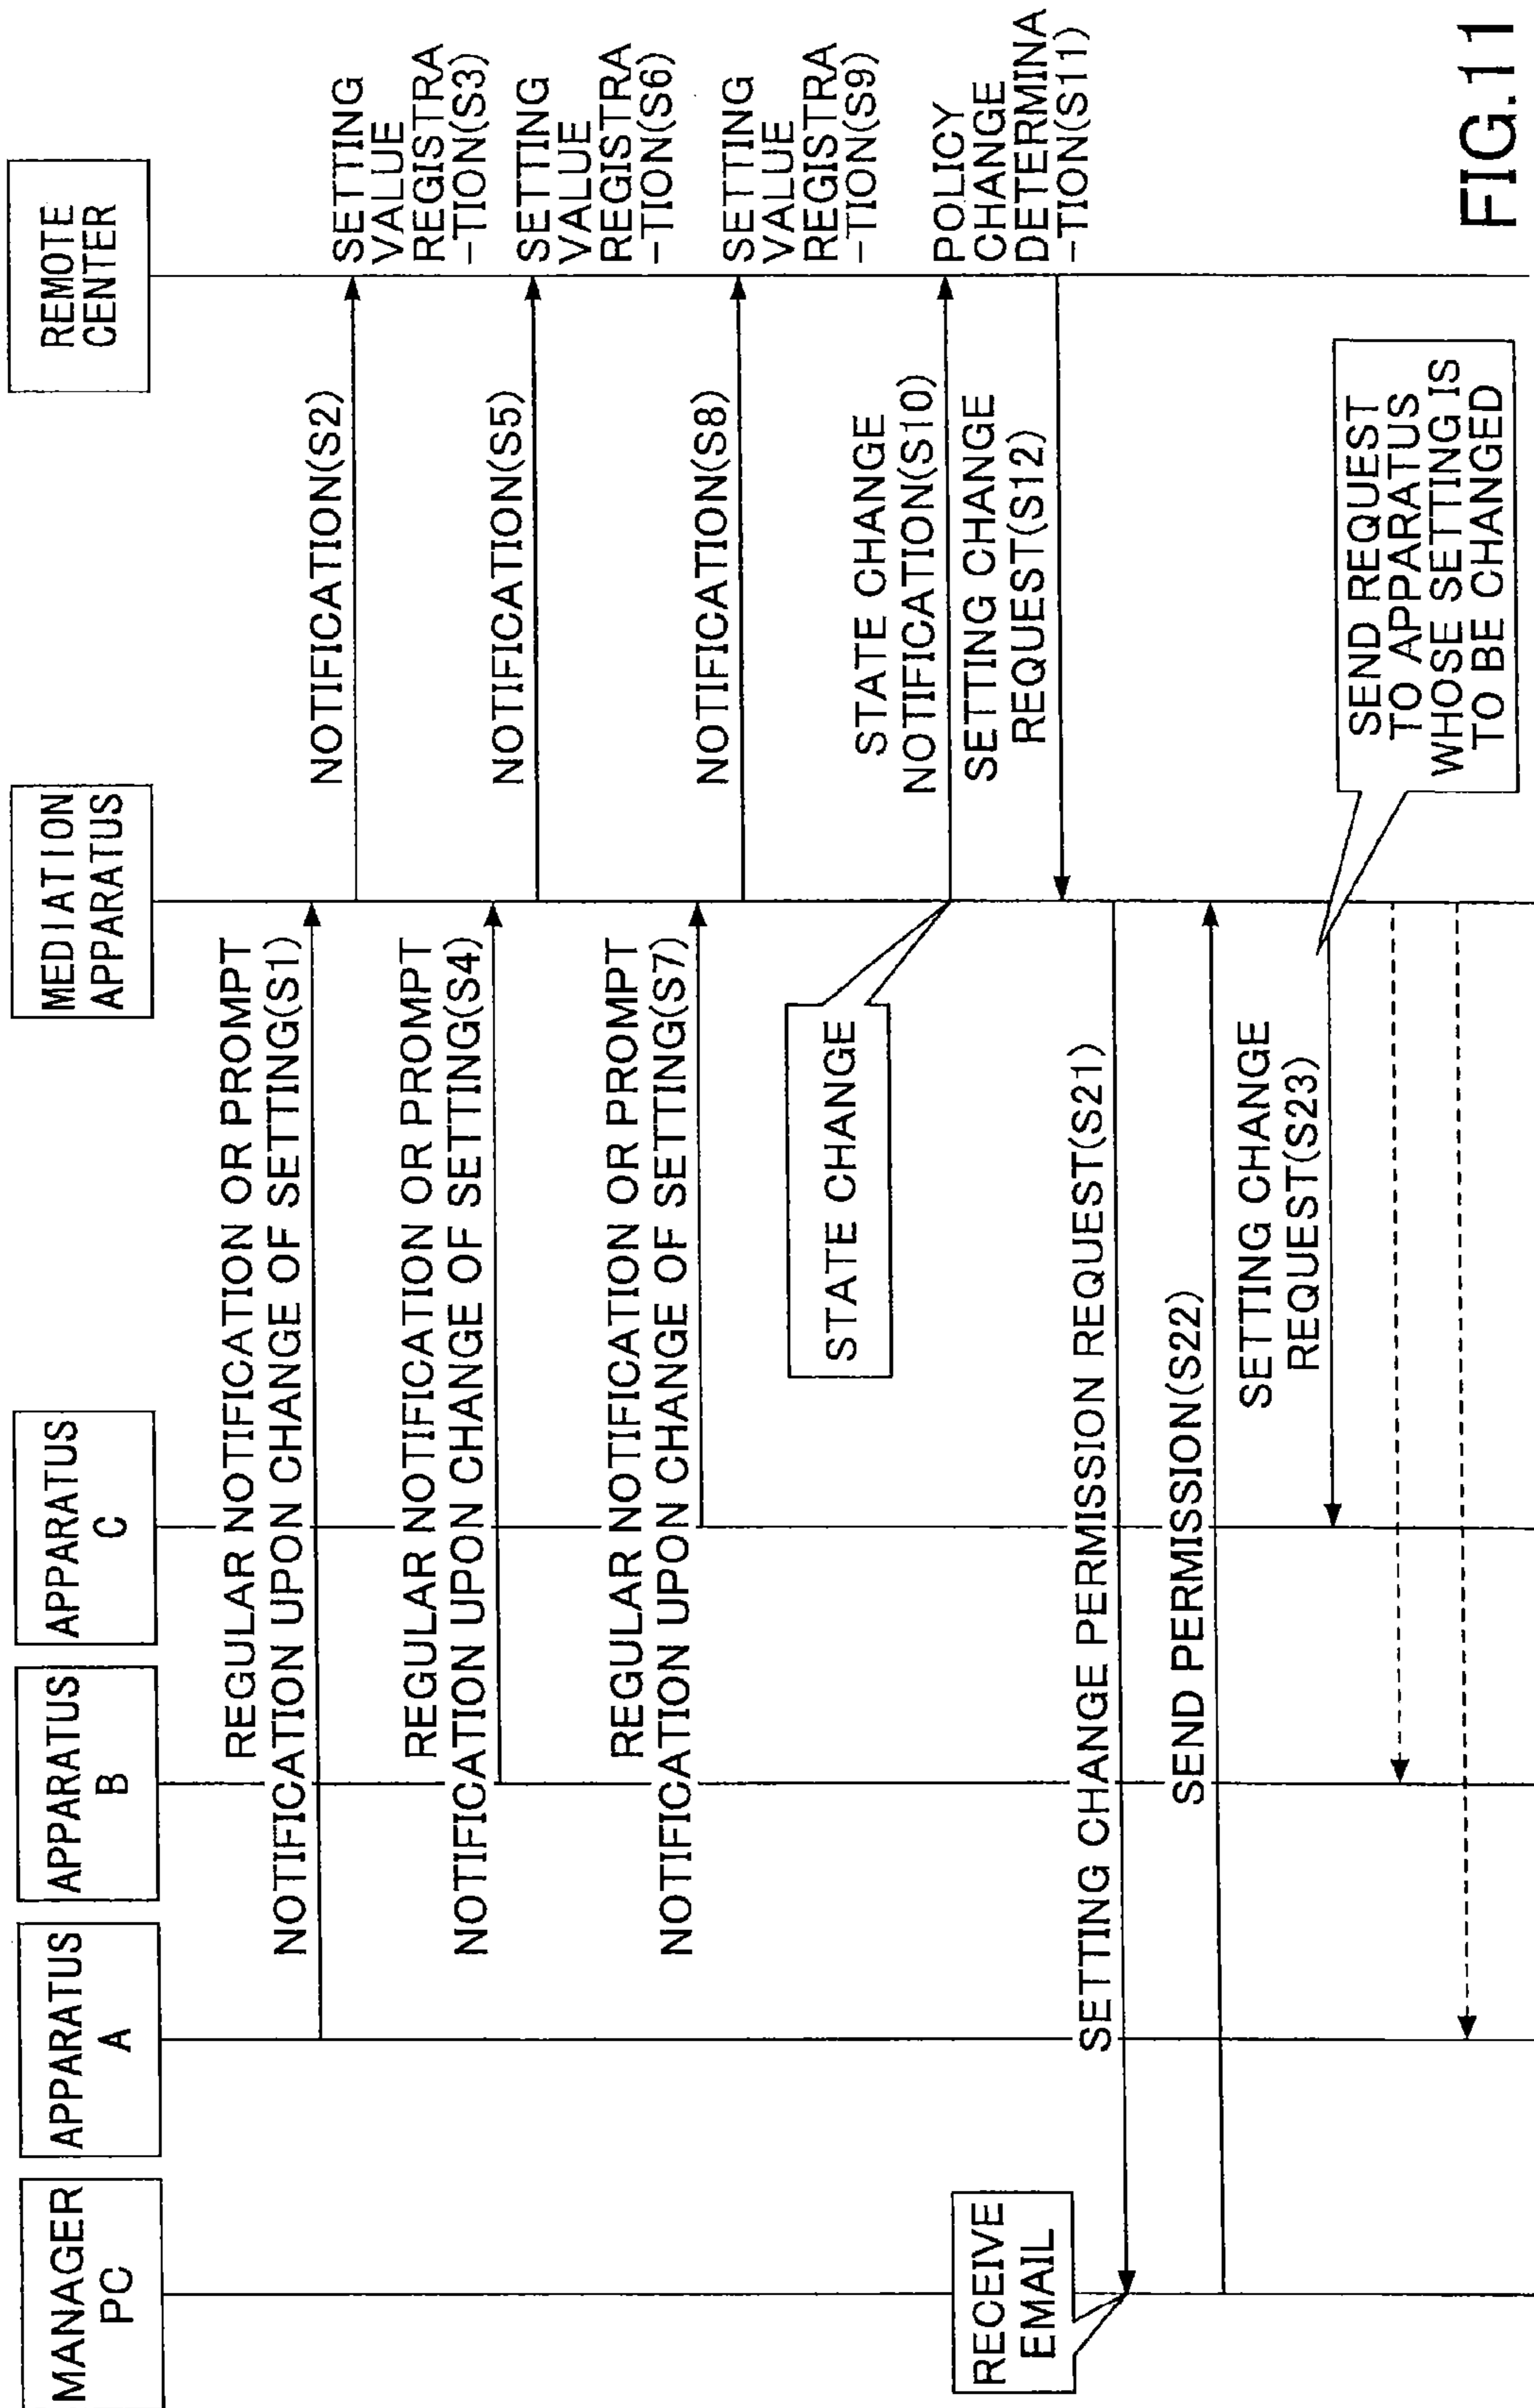 MANAGER
PC
APPARATUS
A
APPARATUS
B
APPARATUS
C
MEDIATION
APPARATUS
REMOTE
CENTER
REGULAR NOTIFICATION OR PROMPT
NOTIFICATION UPON CHANGE OF SETTING(S1)
NOTIFICATION(S2)
SETTING
VALUE
REGISTRA
-TION(S3)
REGULAR NOTIFICATION OR PROMPT
NOTIFICATION UPON CHANGE OF SETTING(S4)
NOTIFICATION(S5)
SETTING
VALUE
REGISTRA
-TION(S6)
REGULAR NOTIFICATION OR PROMPT
NOTIFICATION UPON CHANGE OF SETTING(S7)
NOTIFICATION(S8)
SETTING
VALUE
REGISTRA
-TION(S9)
STATE CHANGE
STATE CHANGE
NOTIFICATION(S10)
POLICY
CHANGE
DETERMINA
-TION(S11)
SETTING CHANGE
REQUEST(S12)
RECEIVE
EMAIL
SETTING CHANGE PERMISSION REQUEST(S21)
SEND PERMISSION(S22)
SETTING CHANGE
REQUEST(S23)
SEND REQUEST
TO APPARATUS
WHOSE SETTING IS
TO BE CHANGED
FIG.11